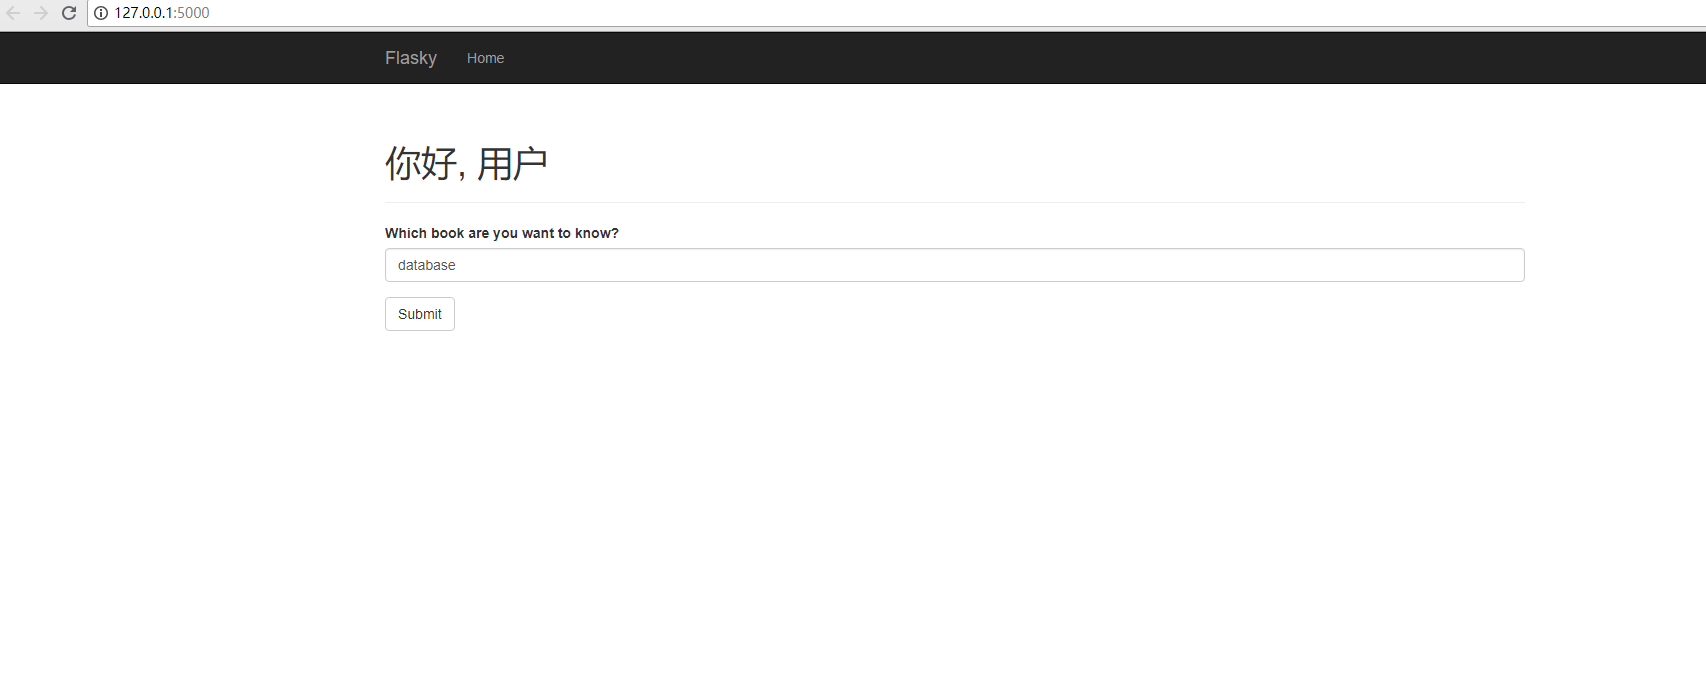 127.0.0.1:5000
Flasky Home
你好, 用户
Which book are you want to know?
database
Submit